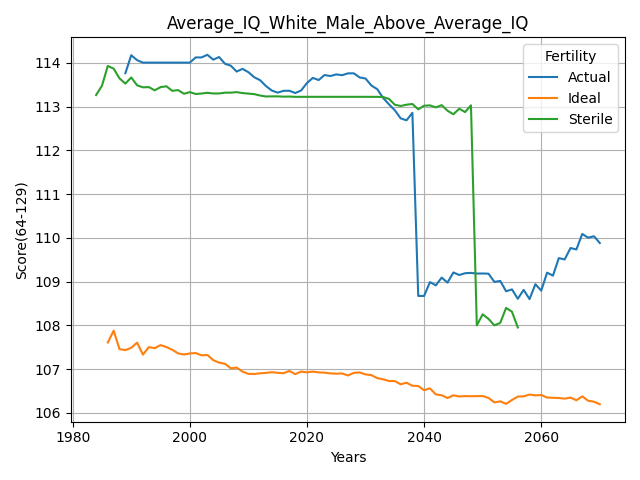 Average_IQ_White_Male_Above_Average_IQ
Fertility
Actual
Ideal
Sterile
Score(64-129)
114
113
112
111
110
109
108
107
106
1980
2000
2020
2040
2060
Years